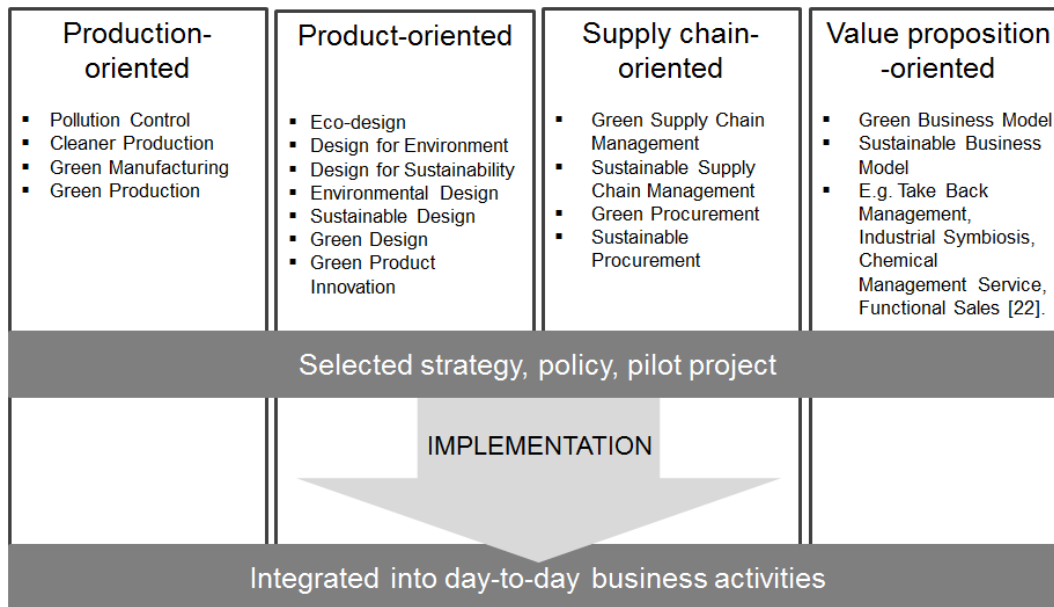 Production-
oriented
▪ Pollution Control
▪ Cleaner Production
▪ Green Manufacturing
▪ Green Production
Product-oriented
▪ Eco-design
▪ Design for Environment
▪ Design for Sustainability
▪ Environmental Design
▪ Sustainable Design
▪ Green Design
▪ Green Product
Innovation
Supply chain-
oriented
▪ Green Supply Chain
Management
▪ Sustainable Supply
Chain Management
▪ Green Procurement
▪ Sustainable
Procurement
Value proposition
-oriented
▪ Green Business Model
▪ Sustainable Business
Model
▪ E.g. Take Back
Management,
Industrial Symbiosis,
Chemical
Management Service,
Functional Sales [22].
Selected strategy, policy, pilot project
IMPLEMENTATION
Integrated into day-to-day business activities